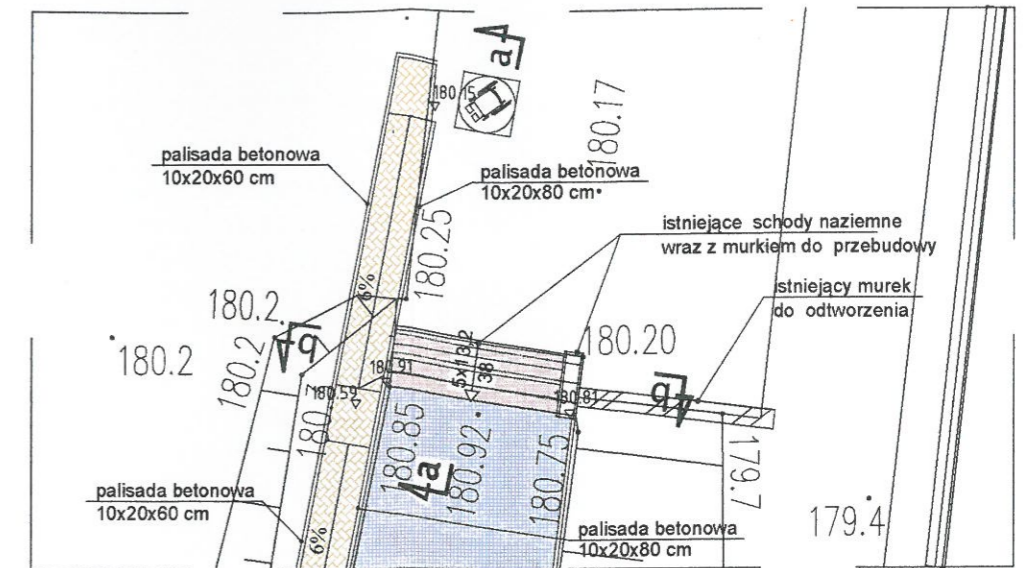 a
180.15
180.17
palisada betonowa
10x20x60 cm
palisada betonowa
10x20x80 cm
180.25
istniejące schody naziemne
wraz z murkiem do przebudowy
6%
180.2
istniejący murek
do odtworzenia
180.2
180.2
b
180.20
180.91
5x13,2
38
180.59
180.81
b
180
180.85
180.92
180.75
a
179.7
179.4
palisada betonowa
10x20x60 cm
6%
palisada betonowa
10x20x80 cm